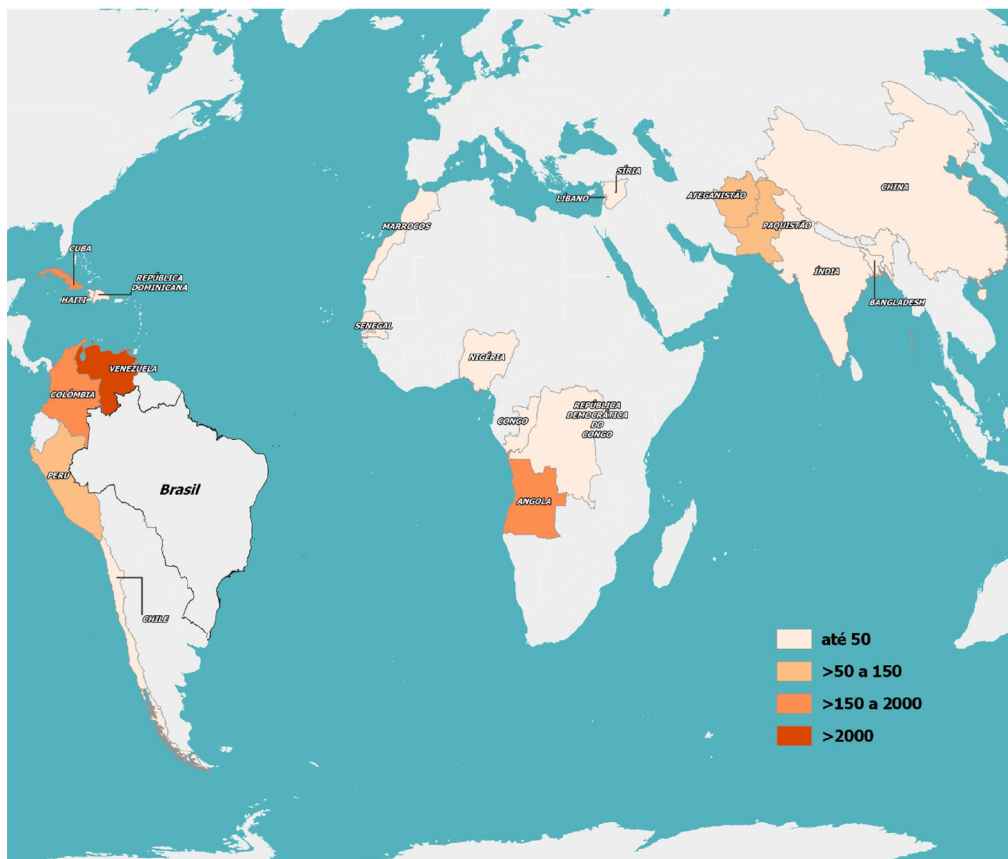 SÍRIA
CHINA
AFEGANISTÃO
LÍBANO
PAQUISTÃO
MARROCOS
CUBA
ÍNDIA
REPÚBLICA
DOMINICANA
HAITI
BANGLADESH
SENEGAL
NIGÉRIA
VENEZUELA
COLÔMBIA
REPÚBLICA
DEMOCRÁTICA
DO
CONGO
CONGO
PERU
Brasil
ANGOLA
CHILE
até 50
>50 a 150
>150 a 2000
>2000